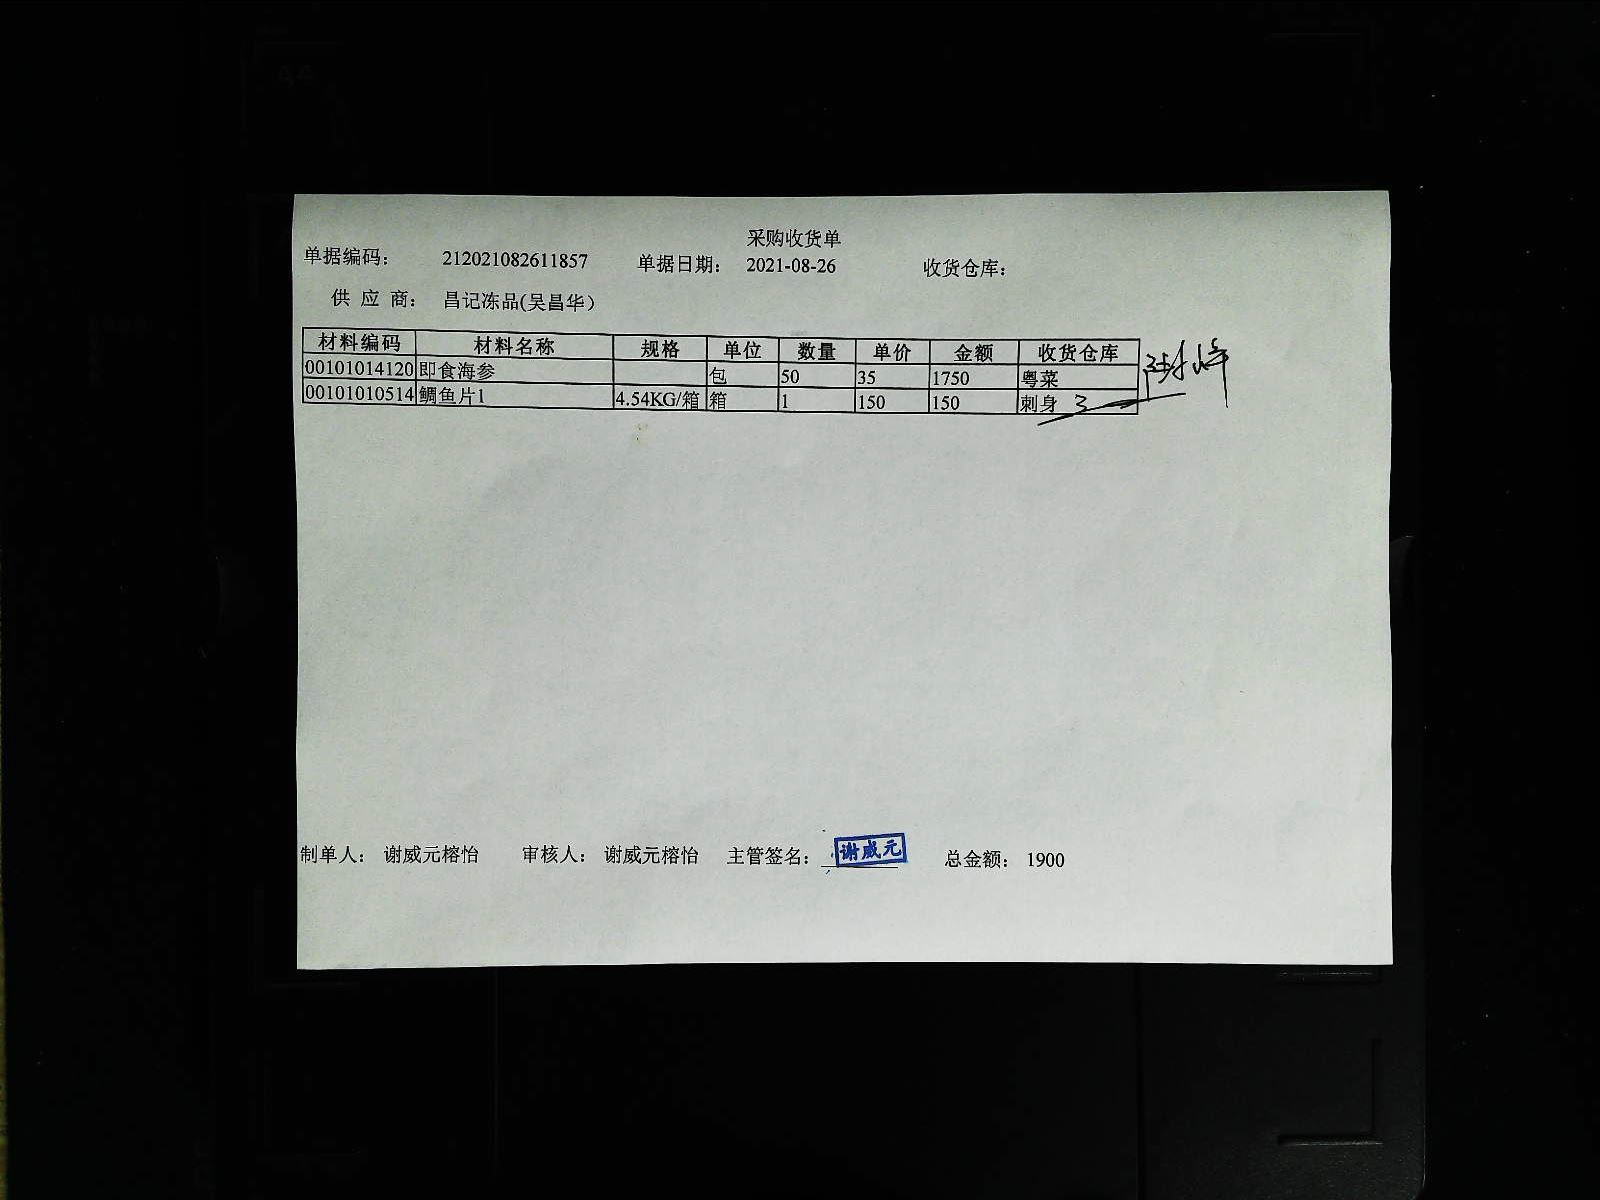 采购收货单
单据编码： 212021082611857 单据日期： 2021-08-26 收货仓库：
供 应 商： 昌记冻品(吴昌华）
材料编码 材料名称 规格 单位 数量 单价 金额 收货仓库
00101014120 即食海参 包 50 35 1750 粤菜
00101010514 鲷鱼片1 4.54KG/箱 箱 1 150 150 刺身
制单人： 谢威元榕怡 审核人： 谢威元榕怡 主管签名： 谢威元 总金额： 1900